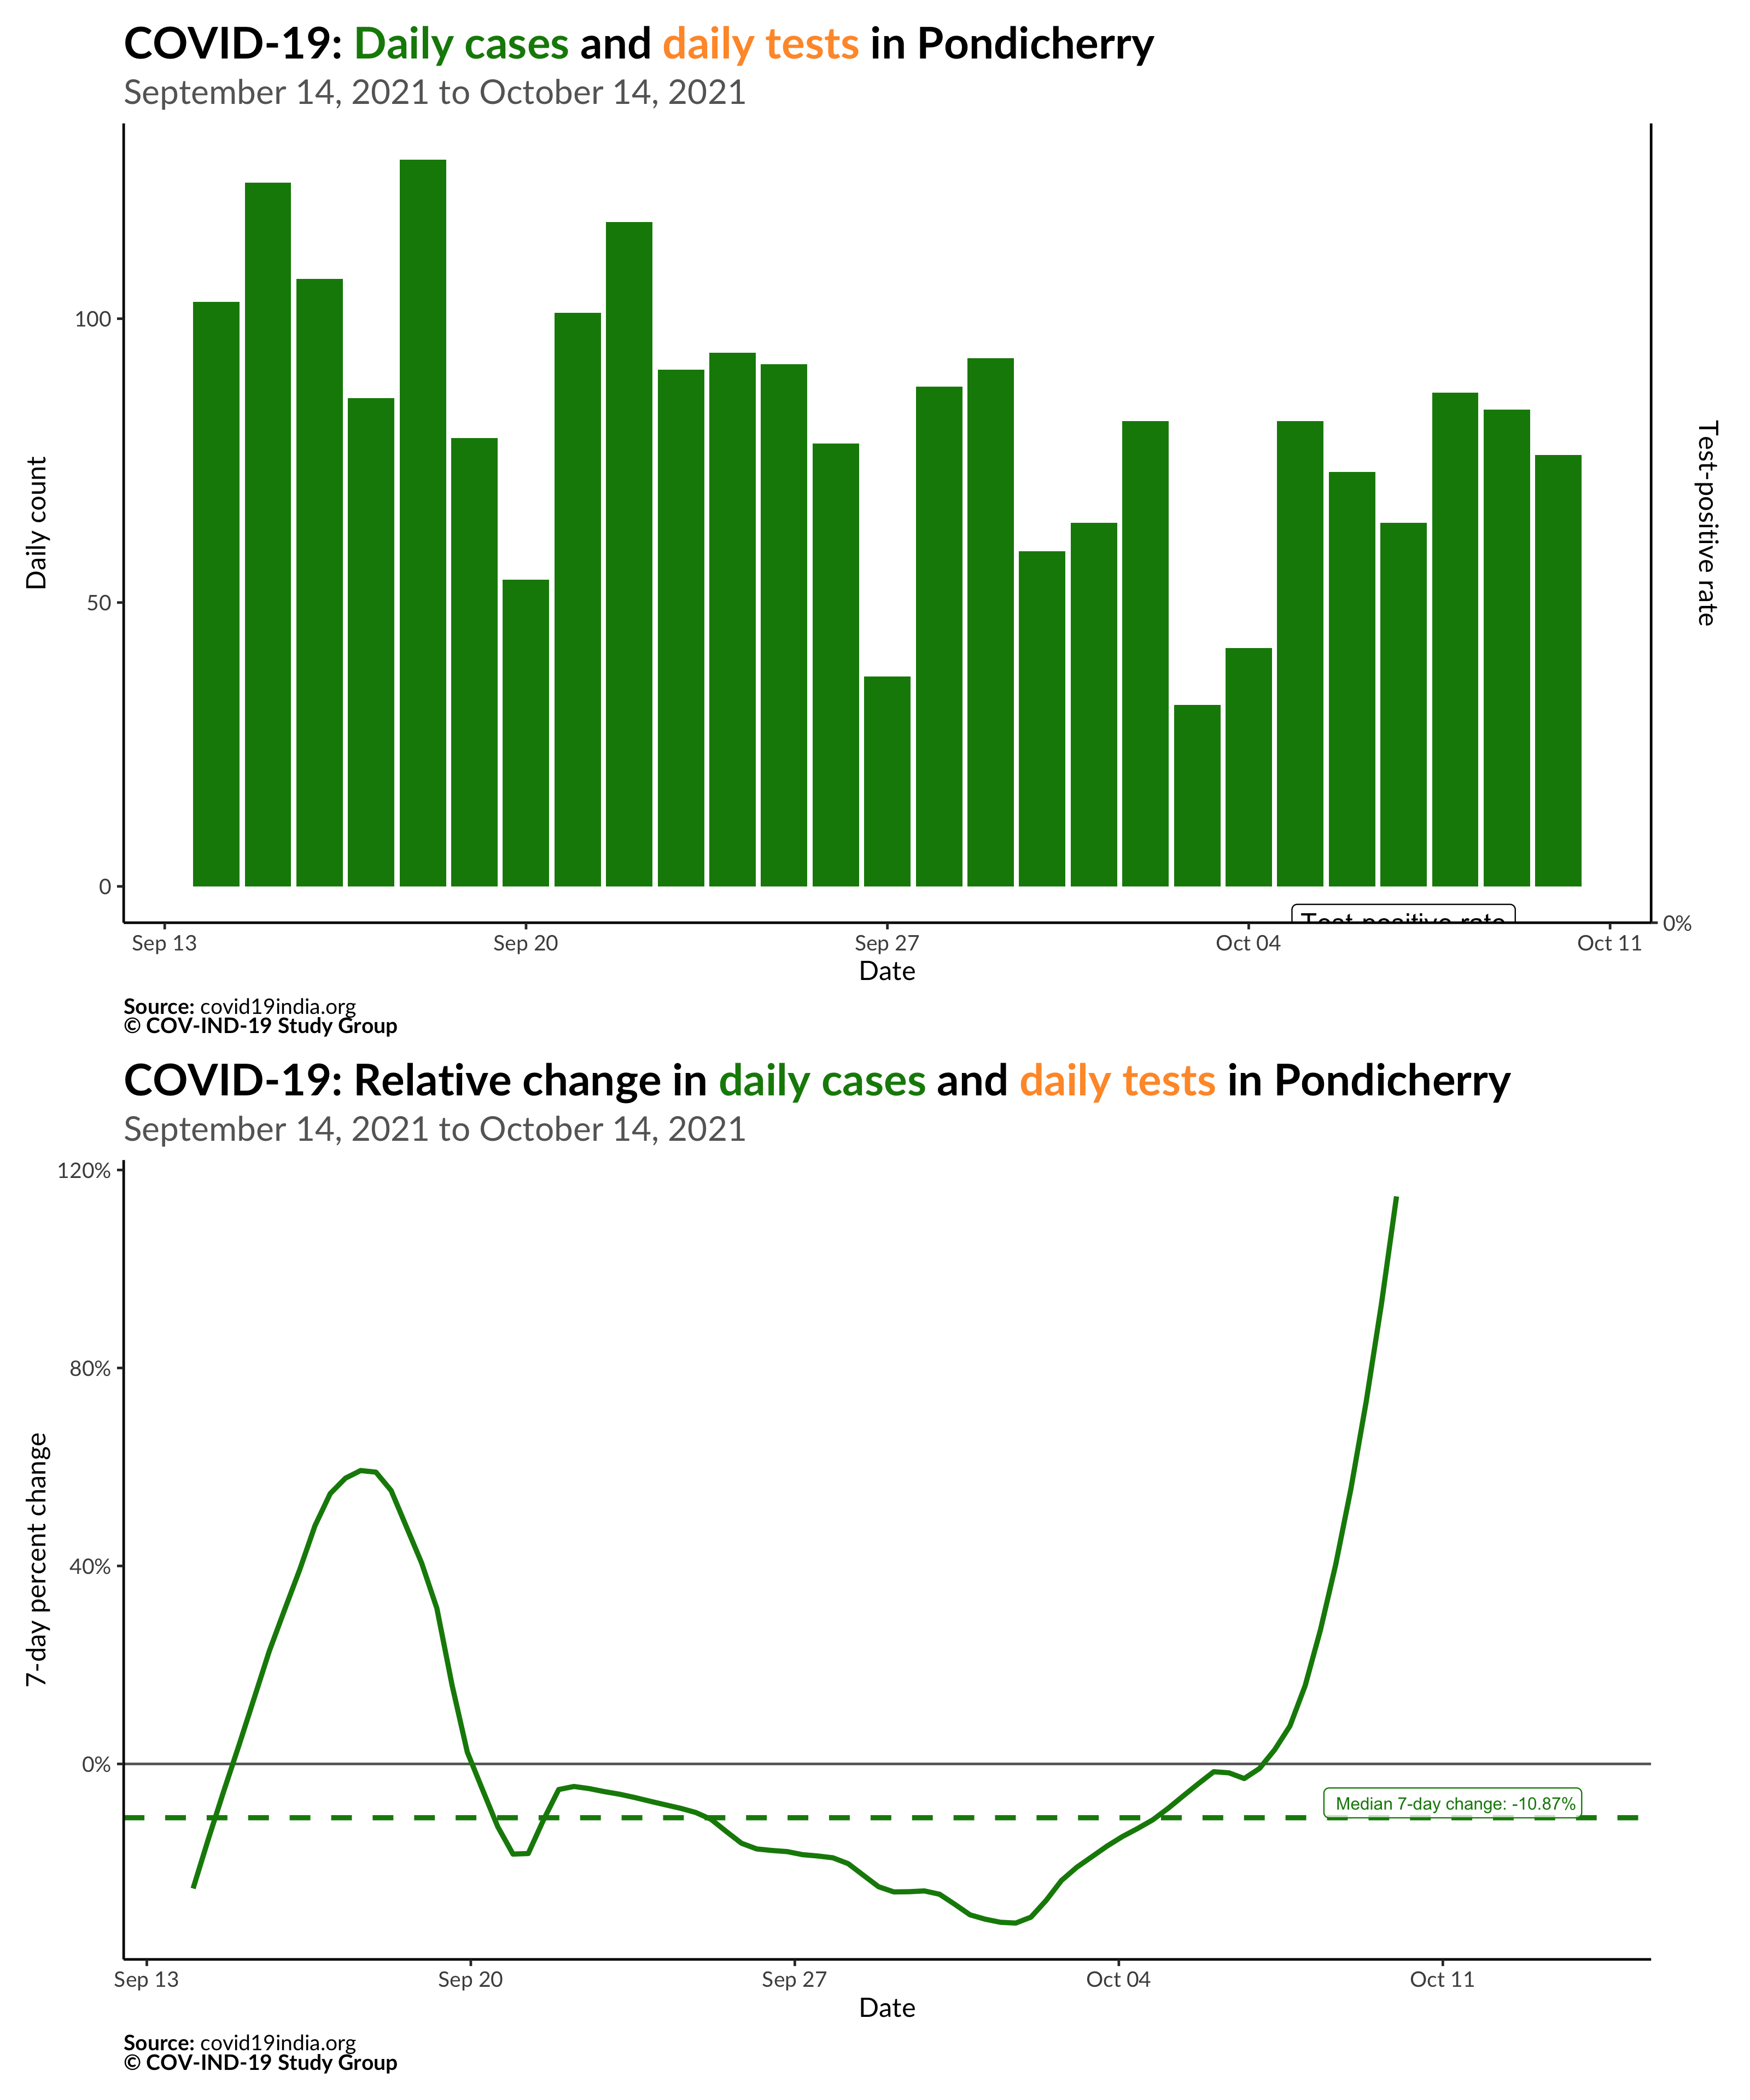 COVID-19: Daily cases and daily tests in Pondicherry
September 14, 2021 to October 14, 2021
Daily count
100
50
0
Test-positive rate
Test-positive rate
0%
Sep 13
Sep 20
Sep 27
Oct 04
Oct 11
Date
Source: covid19india.org
© COV-IND-19 Study Group
COVID-19: Relative change in daily cases and daily tests in Pondicherry
September 14, 2021 to October 14, 2021
7-day percent change
120%
80%
40%
0%
Median 7-day change: -10.87%
Sep 13
Sep 20
Sep 27
Oct 04
Oct 11
Date
Source: covid19india.org
© COV-IND-19 Study Group